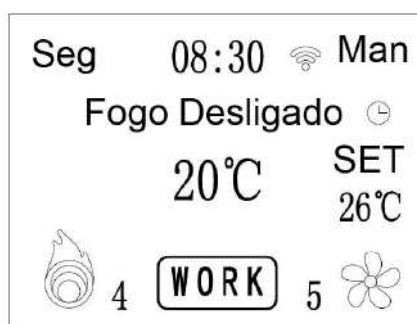 Seg 08:30 Man
Fogo Desligado
20℃ SET
26℃
4 WORK 5